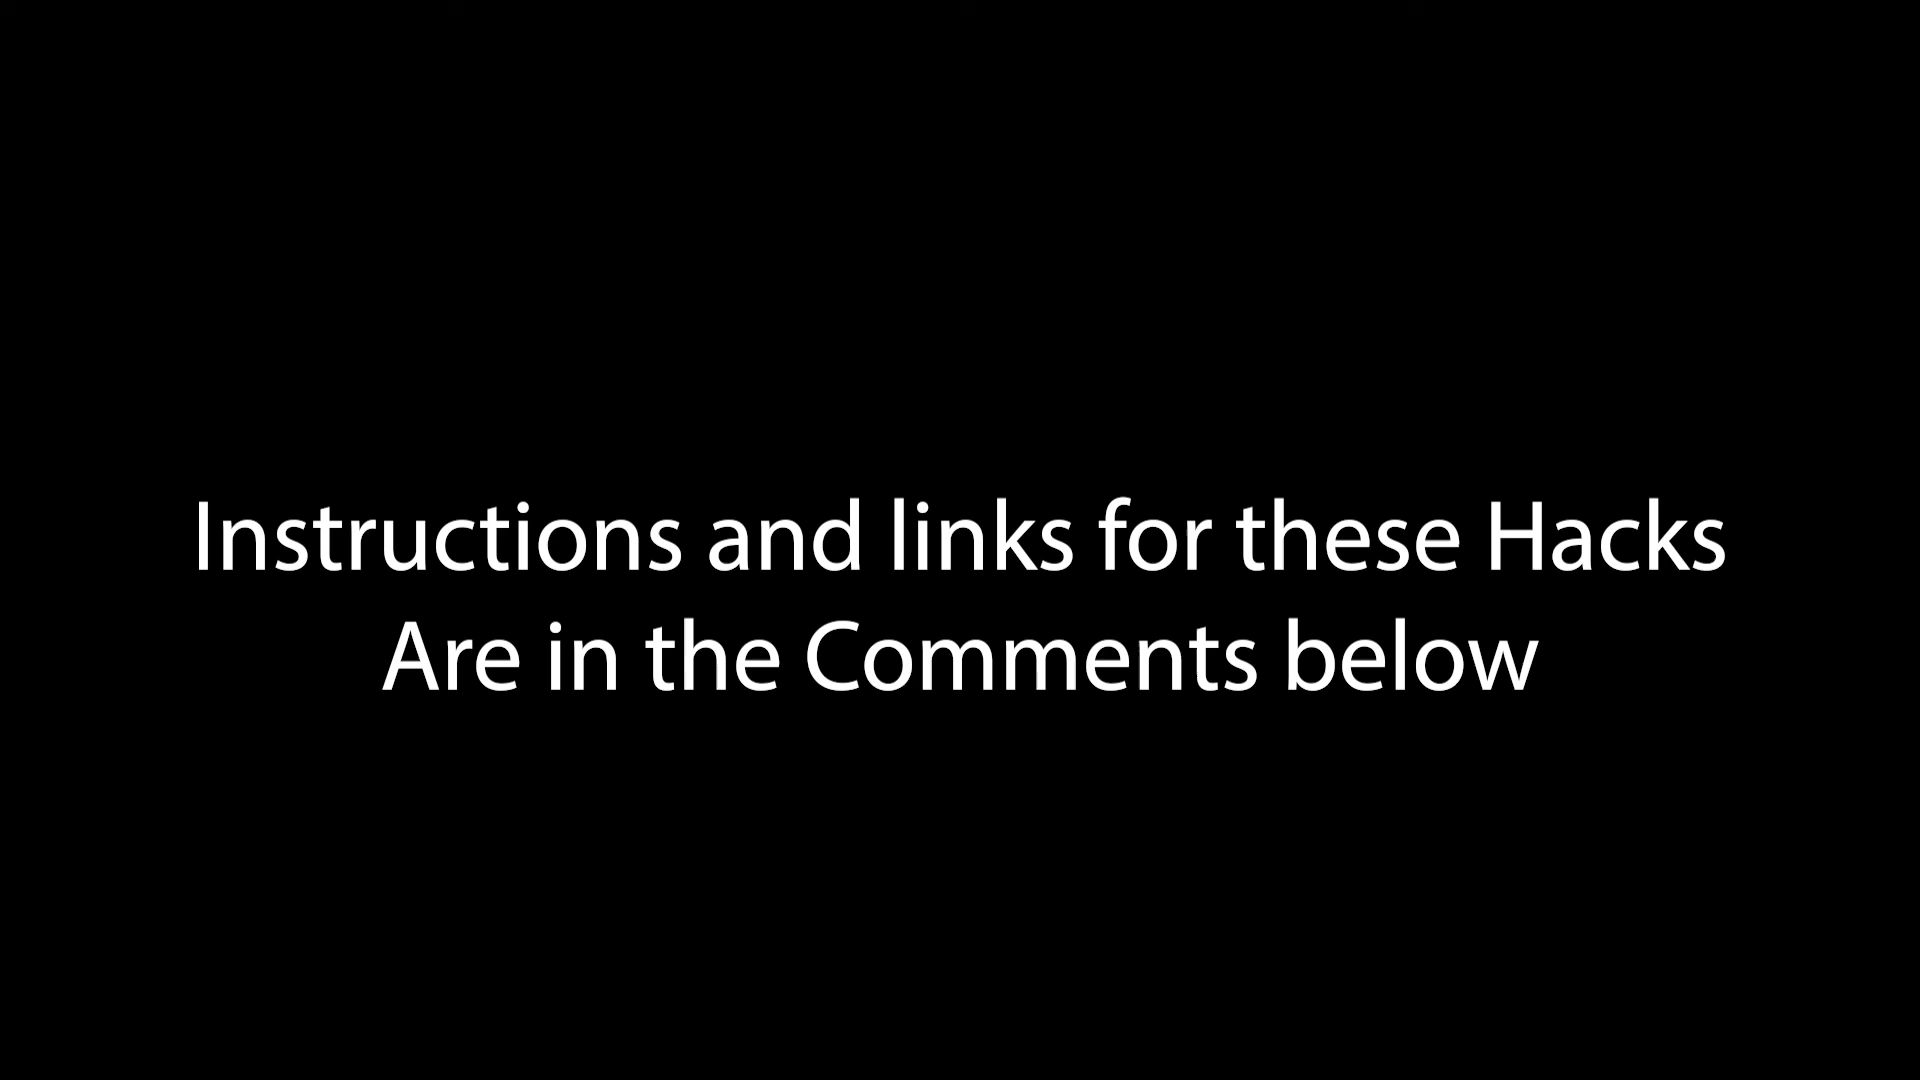 Instructions and links for these Hacks
Are in the Comments below